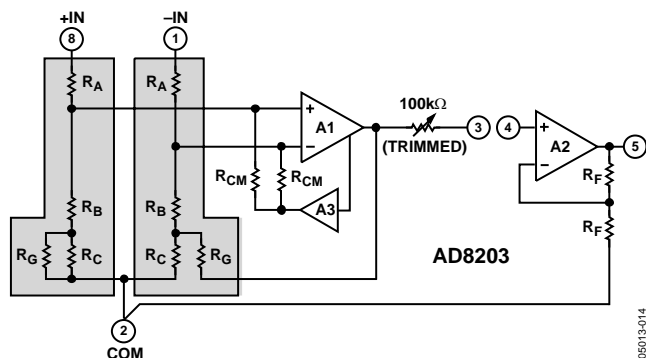 +IN
–IN
8
1
RA
RA
100kΩ
+
A1
–
3
4
+
A2
–
5
(TRIMMED)
RCM
RCM
A3
RF
RB
RB
RG
RC
RC
RG
RF
AD8203
2
COM
05013-014